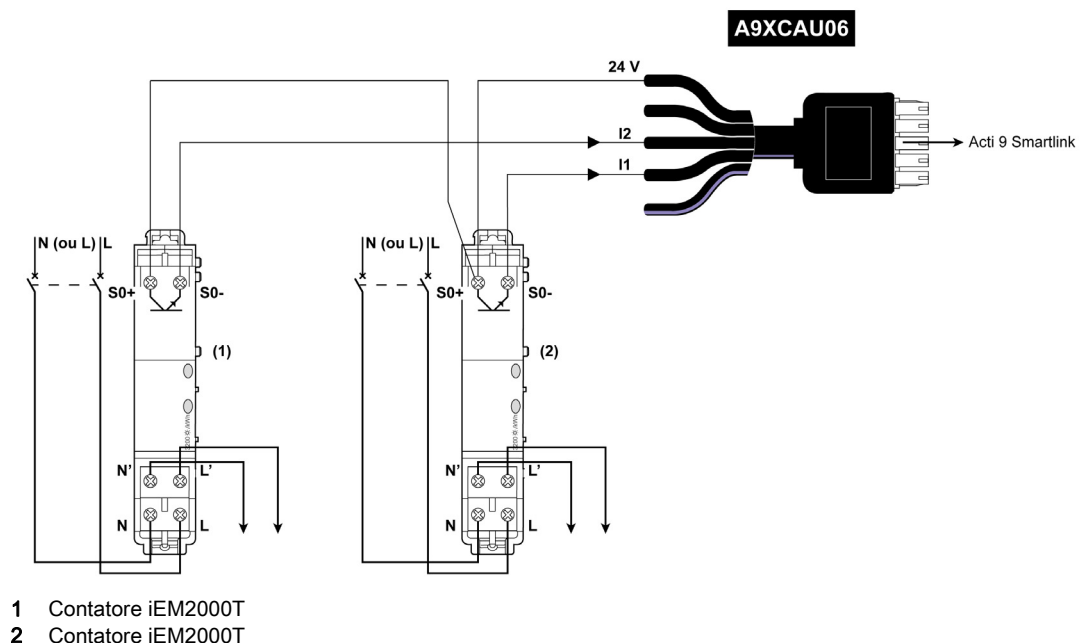 A9XCAU06
24 V
I2
I1
Acti 9 Smartlink
N (ou L) L
S0+ S0-
(1)
N' L'
N L
N (ou L) L
S0+ S0-
(2)
N' L'
N L
1 Contatore iEM2000T
2 Contatore iEM2000T